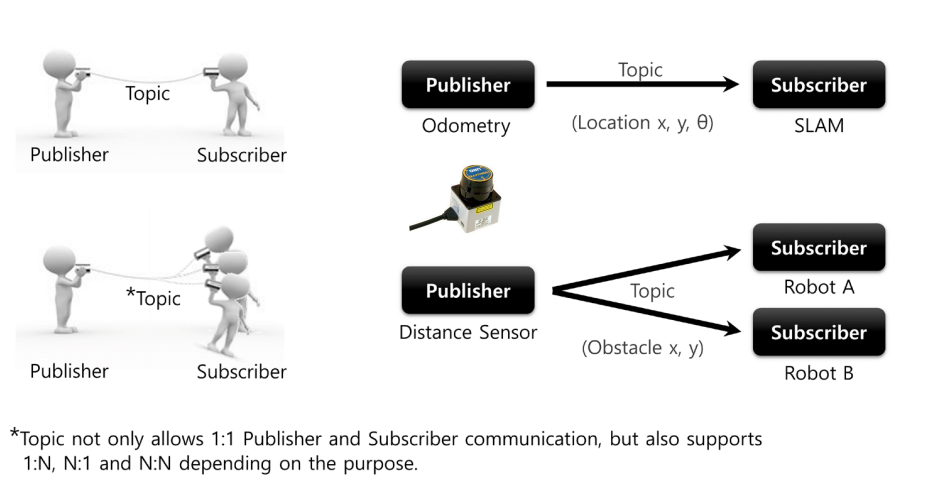 Topic
Publisher
Subscriber
Publisher
Topic
Subscriber
Odometry
(Location x, y, θ)
SLAM
*Topic
Publisher
Subscriber
Publisher
Distance Sensor
Topic
(Obstacle x, y)
Subscriber
Robot A
Subscriber
Robot B
*Topic not only allows 1:1 Publisher and Subscriber communication, but also supports
1:N, N:1 and N:N depending on the purpose.